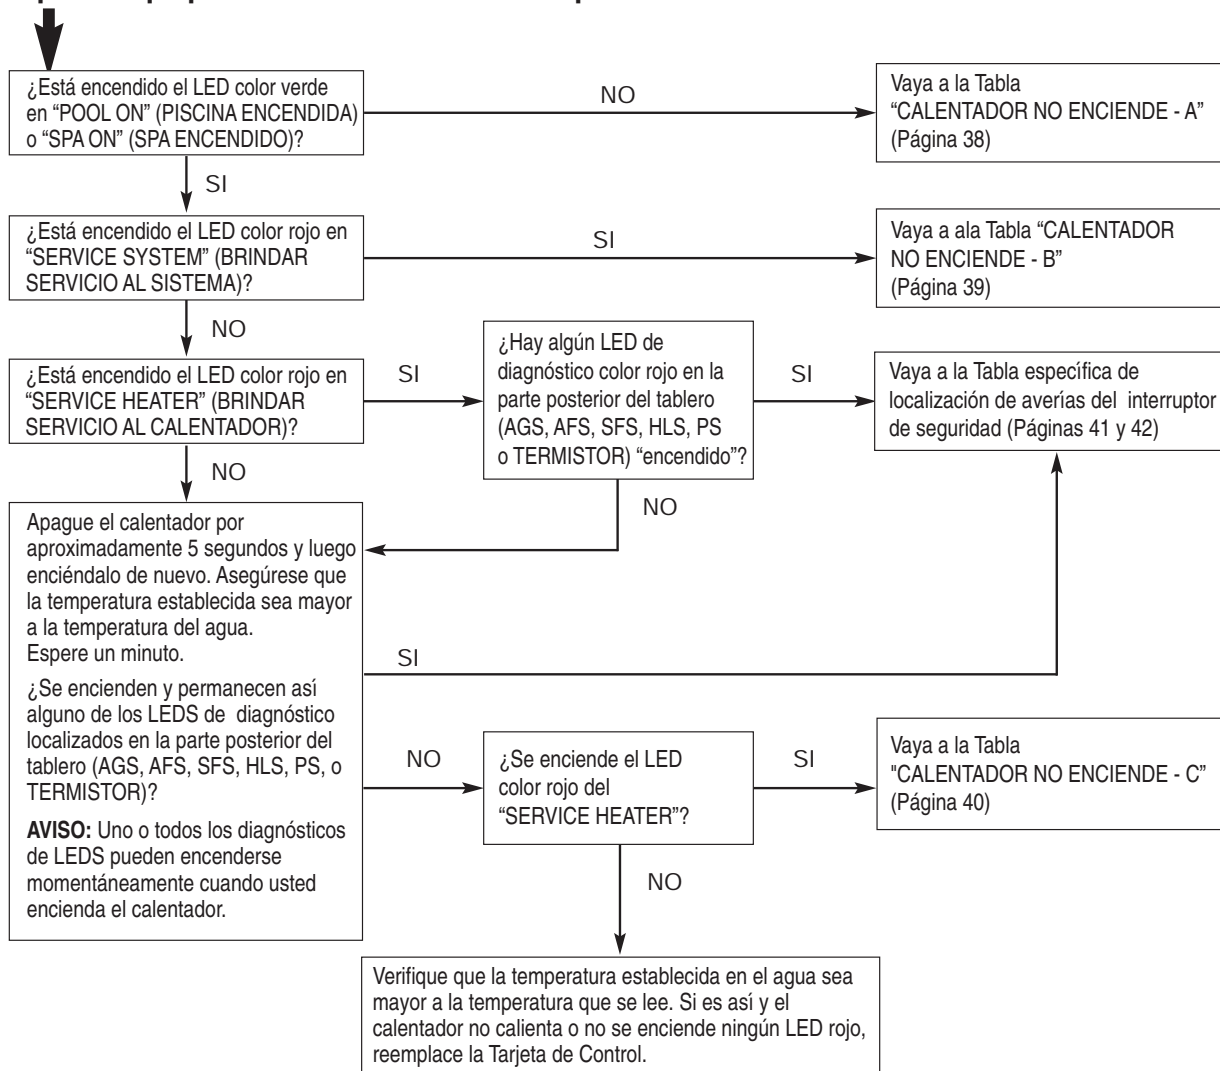 ¿Está encendido el LED color verde
en “POOL ON” (PISCINA ENCENDIDA)
o “SPA ON” (SPA ENCENDIDO)?
NO
Vaya a la Tabla
“CALENTADOR NO ENCIENDE - A”
(Página 38)
SI
¿Está encendido el LED color rojo en
“SERVICE SYSTEM” (BRINDAR
SERVICIO AL SISTEMA)?
SI
Vaya a ala Tabla “CALENTADOR
NO ENCIENDE - B”
(Página 39)
NO
¿Está encendido el LED color rojo en
“SERVICE HEATER” (BRINDAR
SERVICIO AL CALENTADOR)?
SI
¿Hay algún LED de
diagnóstico color rojo en la
parte posterior del tablero
(AGS, AFS, SFS, HLS, PS
o TERMISTOR) “encendido”?
SI
Vaya a la Tabla específica de
localización de averías del interruptor
de seguridad (Páginas 41 y 42)
NO
NO
Apague el calentador por
aproximadamente 5 segundos y luego
enciéndalo de nuevo. Asegúrese que
la temperatura establecida sea mayor
a la temperatura del agua.
Espere un minuto.
¿Se encienden y permanecen así
alguno de los LEDS de diagnóstico
localizados en la parte posterior del
tablero (AGS, AFS, SFS, HLS, PS, o
TERMISTOR)?
AVISO: Uno o todos los diagnósticos
de LEDS pueden encenderse
momentáneamente cuando usted
encienda el calentador.
SI
NO
¿Se enciende el LED
color rojo del
“SERVICE HEATER”?
SI
Vaya a la Tabla
"CALENTADOR NO ENCIENDE - C”
(Página 40)
NO
Verifique que la temperatura establecida en el agua sea
mayor a la temperatura que se lee. Si es así y el
calentador no calienta o no se enciende ningún LED rojo,
reemplace la Tarjeta de Control.